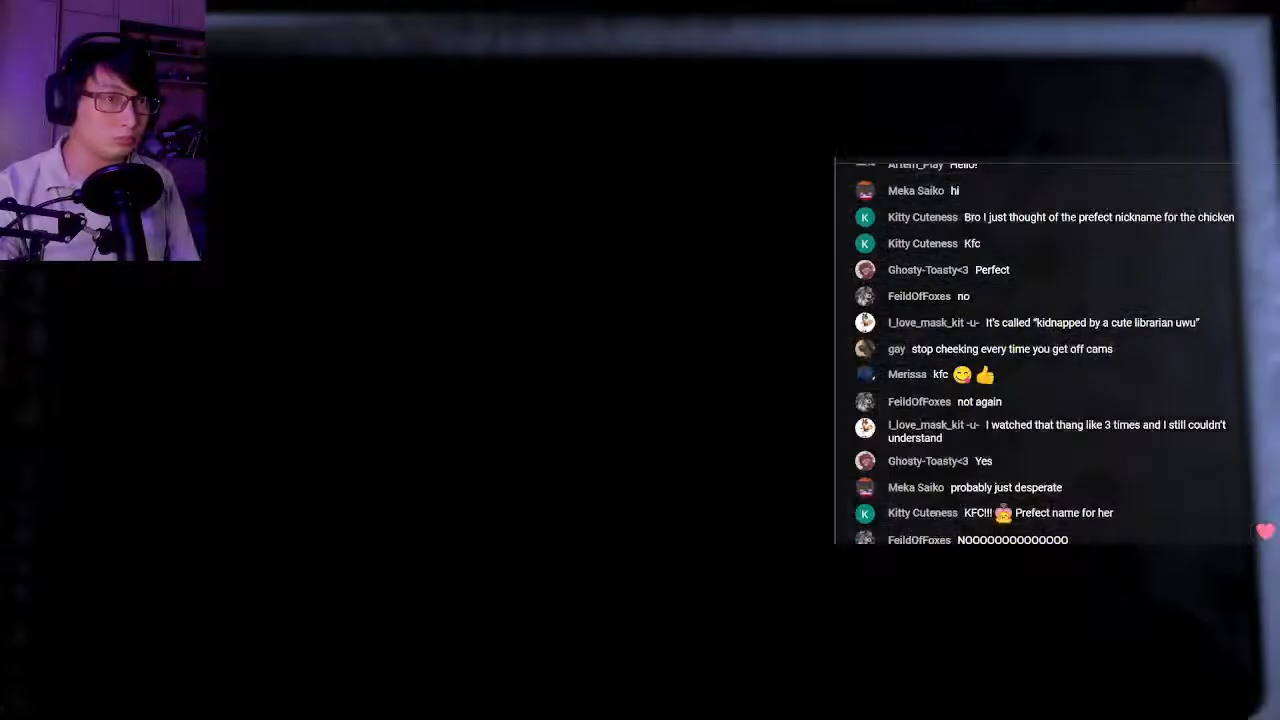 Artem_Play Hello!
Meka Saiko hi
K Kitty Cuteness Bro I just thought of the prefect nickname for the chicken
K Kitty Cuteness Kfc
Ghosty-Toasty<3 Perfect
FeildOfFoxes no
I_love_mask_kit -u- It's called “kidnapped by a cute librarian uwu”
gay stop cheeking every time you get off cams
Merissa kfc 😋 👍
FeildOfFoxes not again
I_love_mask_kit -u- I watched that thang like 3 times and I still couldn't
understand
Ghosty-Toasty<3 Yes
Meka Saiko probably just desperate
K Kitty Cuteness KFC!!! Prefect name for her
FeildOfFoxes NOOOOOOOOOOOOOO